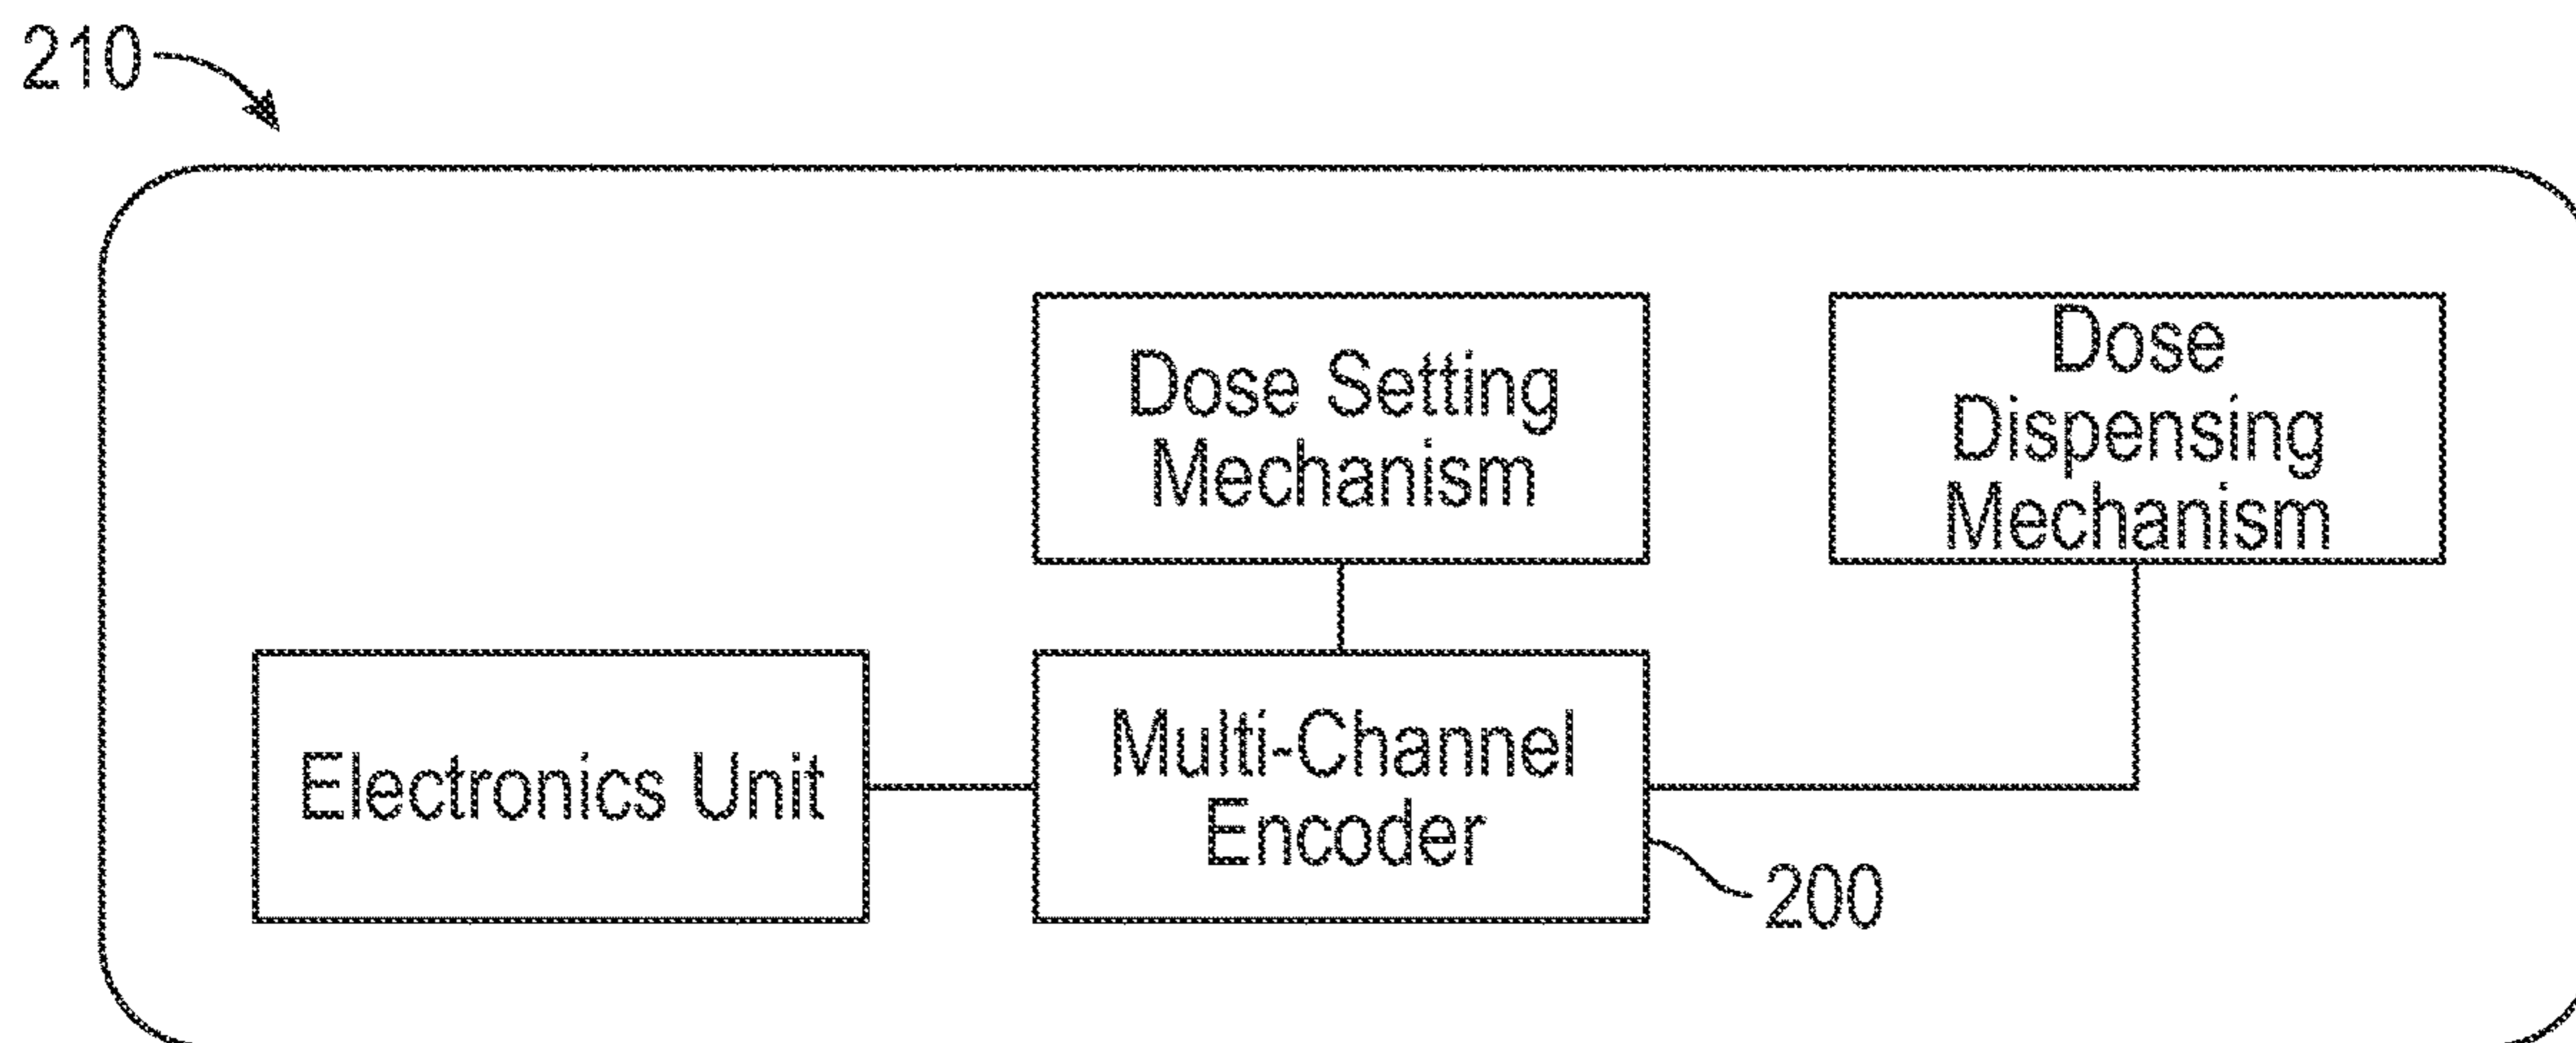 210
Dose Setting
Mechanism
Dose
Dispensing
Mechanism
Electronics Unit
Multi-Channel
Encoder
200